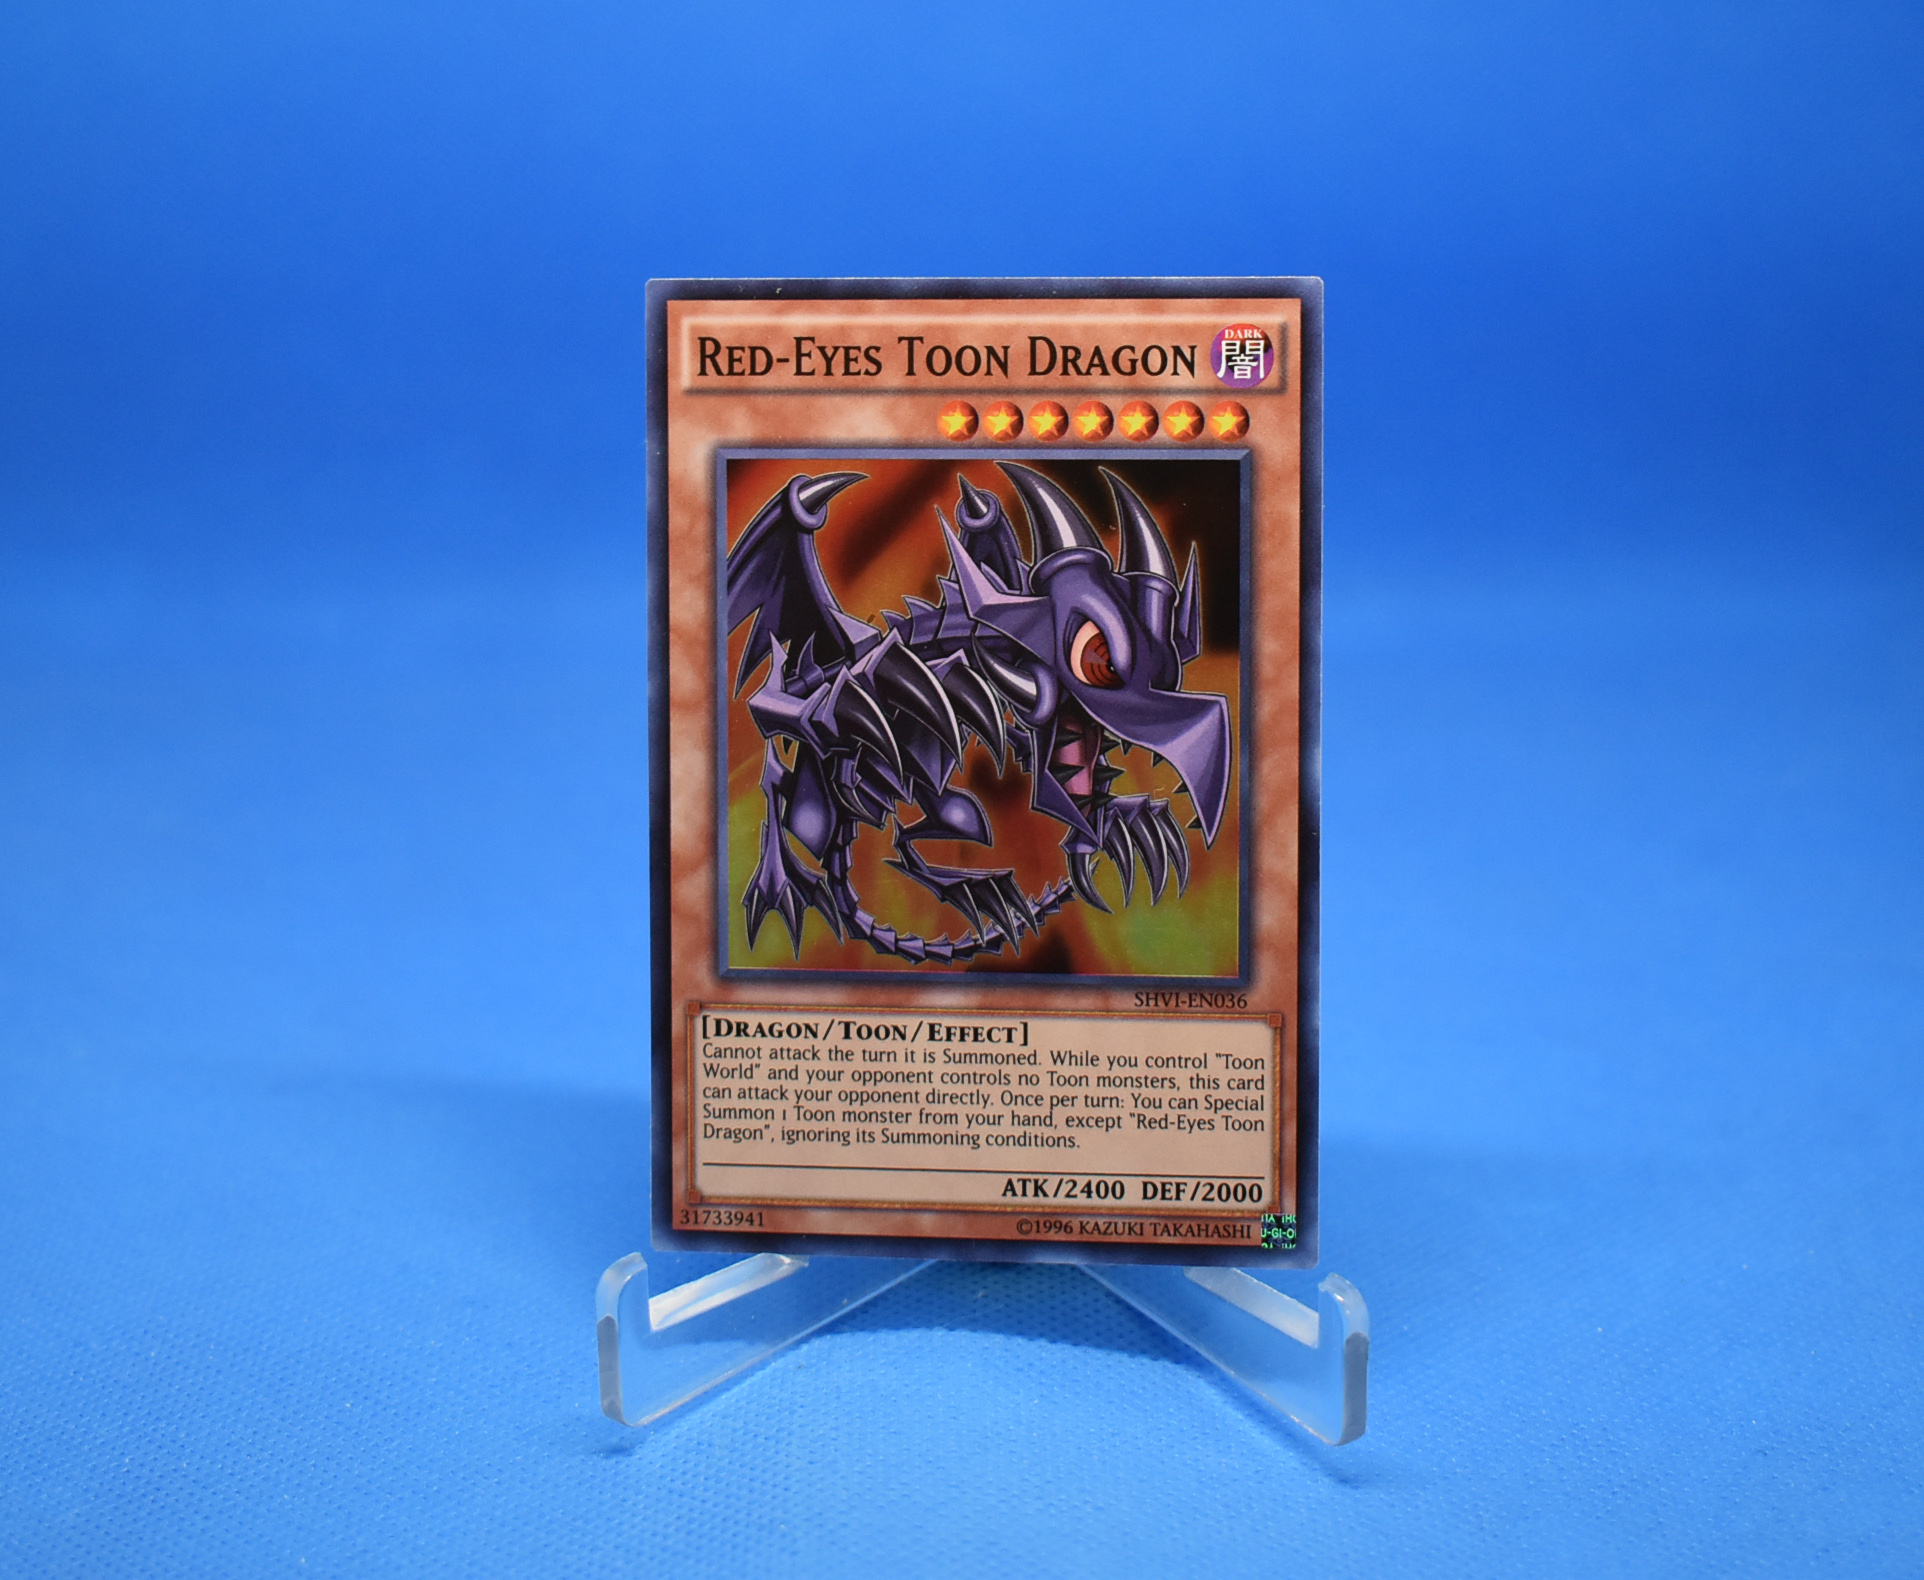 RED-EYES TOON DRAGON
DARK
闇
SHVI-EN036
[DRAGON/TOON/EFFECT]
Cannot attack the turn it is Summoned. While you control "Toon
World" and your opponent controls no Toon monsters, this card
can attack your opponent directly. Once per turn: You can Special
Summon 1 Toon monster from your hand, except "Red-Eyes Toon
Dragon", ignoring its Summoning conditions.
ATK/2400 DEF/2000
31733941
©1996 KAZUKI TAKAHASHI